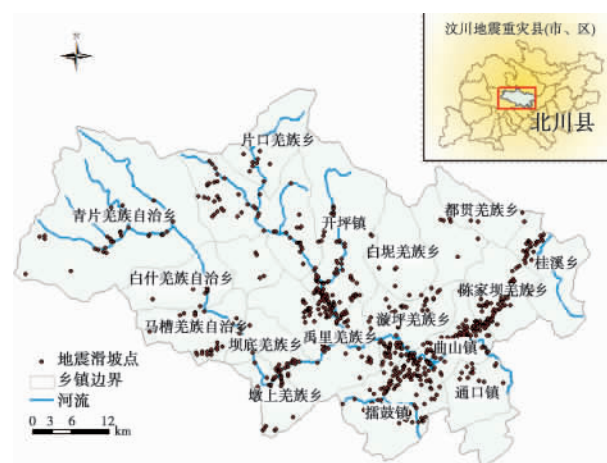 汶川地震重灾县(市、区)
北川县
片口羌族乡
青片羌族自治乡
开坪镇
都贯羌族乡
白坭羌族乡
桂溪乡
白什羌族自治乡
陈家坝羌族乡
马槽羌族自治乡
漩坪羌族乡
坝底羌族乡
禹里羌族乡
曲山镇
墩上羌族乡
擂鼓镇
通口镇
地震滑坡点
乡镇边界
河流
0 3 6 12
km